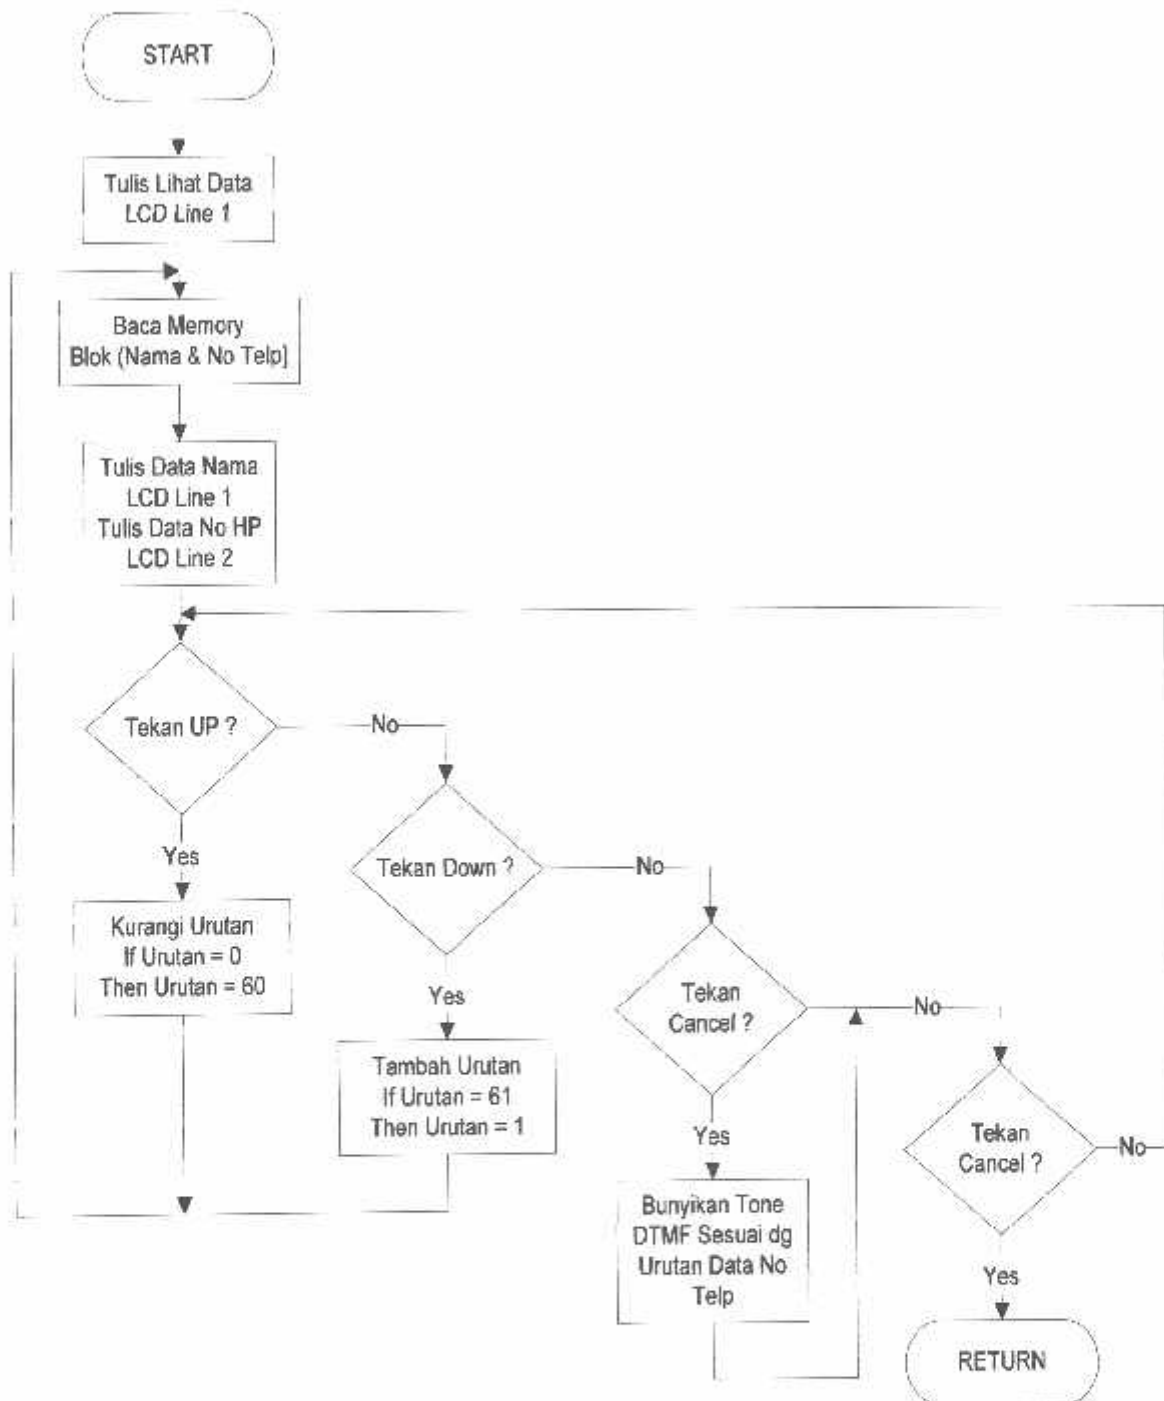 START
Tulis Lihat Data
LCD Line 1
Baca Memory
Blok (Nama & No Telp]
Tulis Data Nama
LCD Line 1
Tulis Data No HP
LCD Line 2
Tekan UP ?
No
Yes
Tekan Down ?
No
Kurangi Urutan
If Urutan = 0
Then Urutan = 60
Yes
Tekan
Cancel ?
No
Tambah Urutan
If Urutan = 61
Then Urutan = 1
Yes
Tekan
Cancel ?
No
Bunyikan Tone
DTMF Sesuai dg
Urutan Data No
Telp
Yes
RETURN